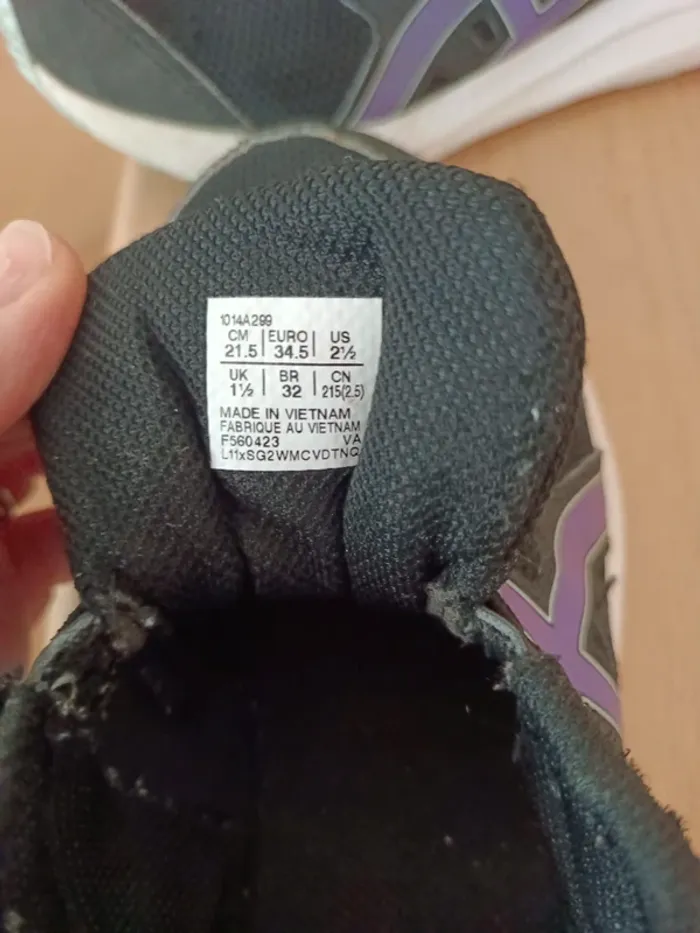 1014A299
CM | EURO | US
21.5 | 34.5 | 2½
UK | BR | CN
1½ | 32 | 215(2.5)
MADE IN VIETNAM
FABRIQUE AU VIETNAM
F560423 VA
L11xSG2WMCVDTNQ